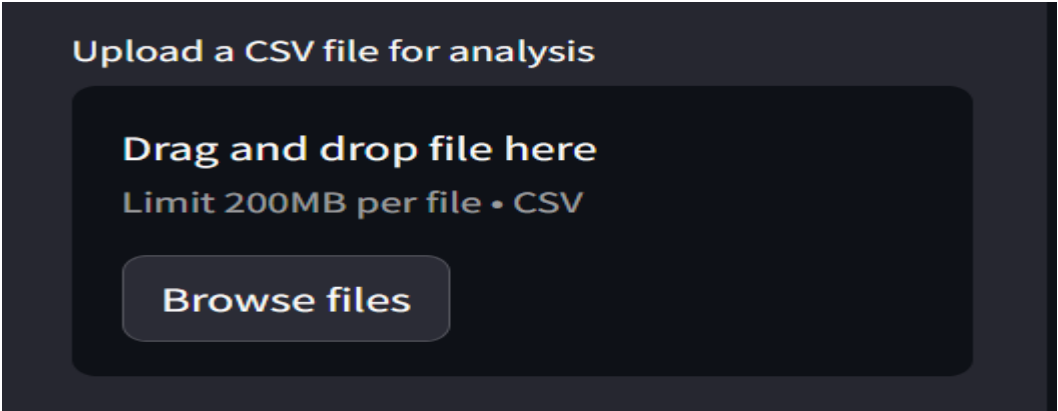 Upload a CSV file for analysis
Drag and drop file here
Limit 200MB per file • CSV
Browse files